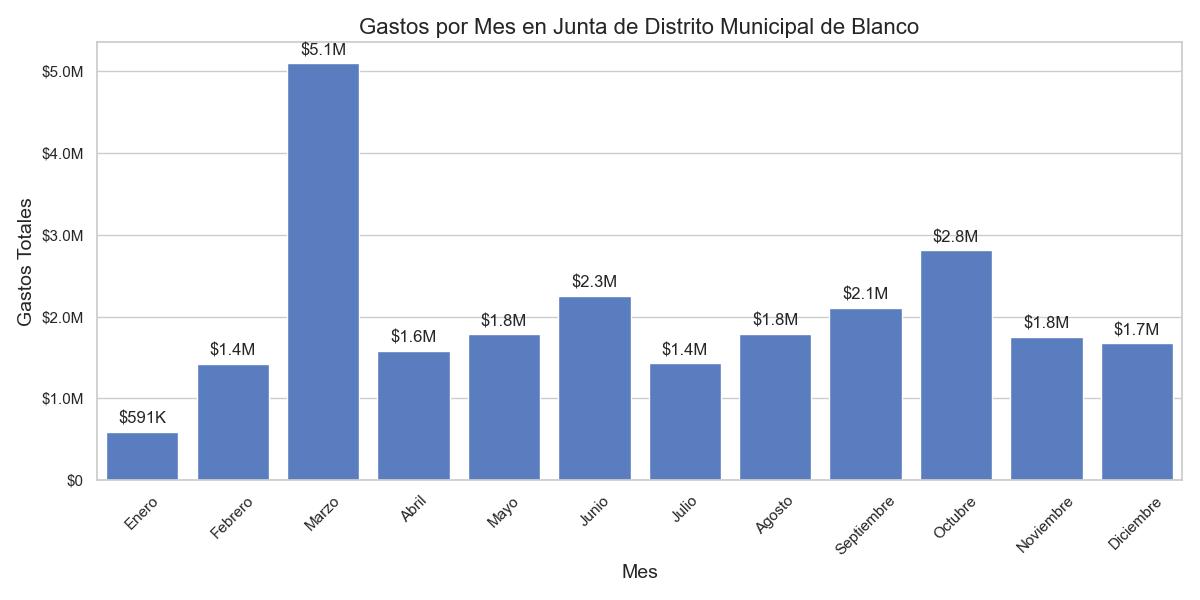 Gastos por Mes en Junta de Distrito Municipal de Blanco
Gastos Totales
$5.0M
$4.0M
$3.0M
$2.0M
$1.0M
$0
$591K
$1.4M
$5.1M
$1.6M
$1.8M
$2.3M
$1.4M
$1.8M
$2.1M
$2.8M
$1.8M
$1.7M
Enero
Febrero
Marzo
Abril
Mayo
Junio
Julio
Agosto
Septiembre
Octubre
Noviembre
Diciembre
Mes